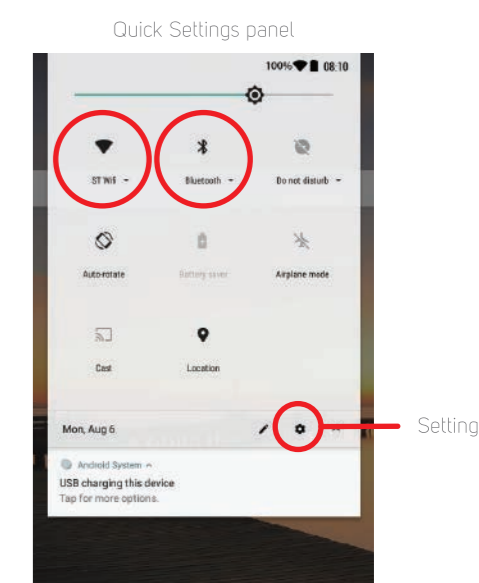 Quick Settings panel
100% 08:10
ST Wifi Bluetooth Do not disturb
Auto-rotate Battery saver Airplane mode
Cast Location
Mon, Aug 6
Setting
Android System
USB charging this device
Tap for more options.